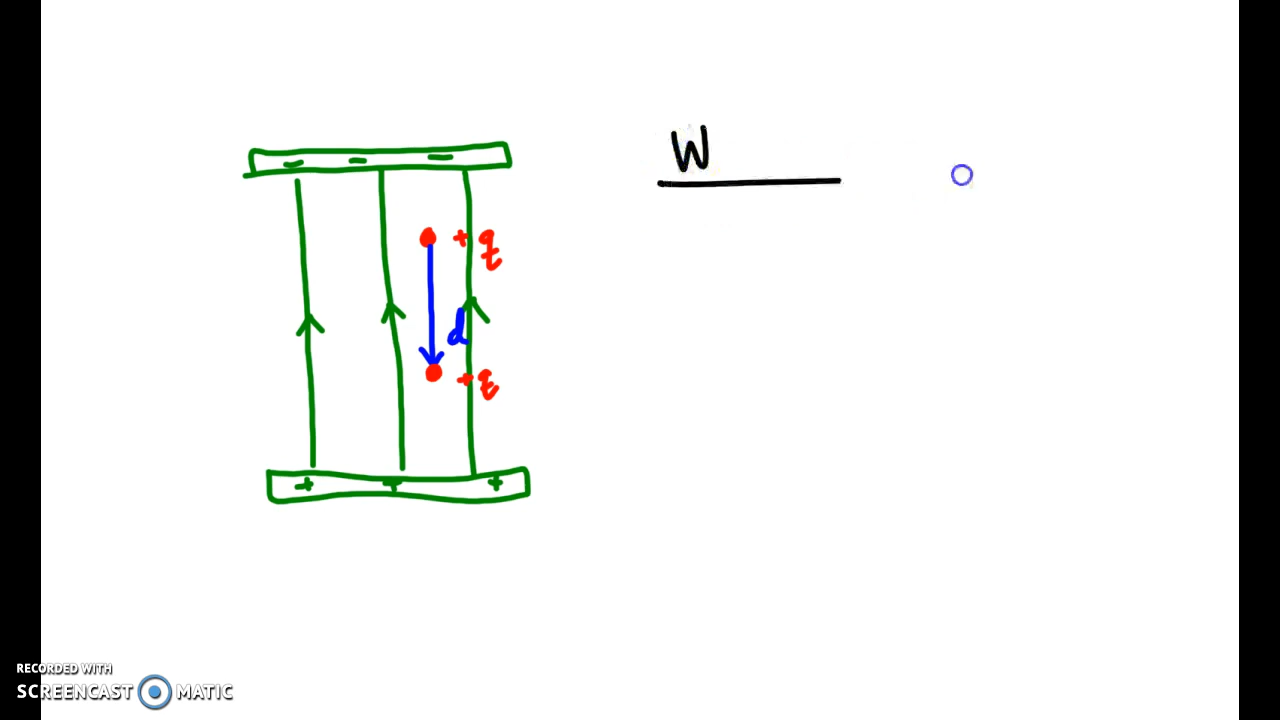 W
- - -
+ q
d
+ q
+ + +
RECORDED WITH
SCREENCAST MATIC